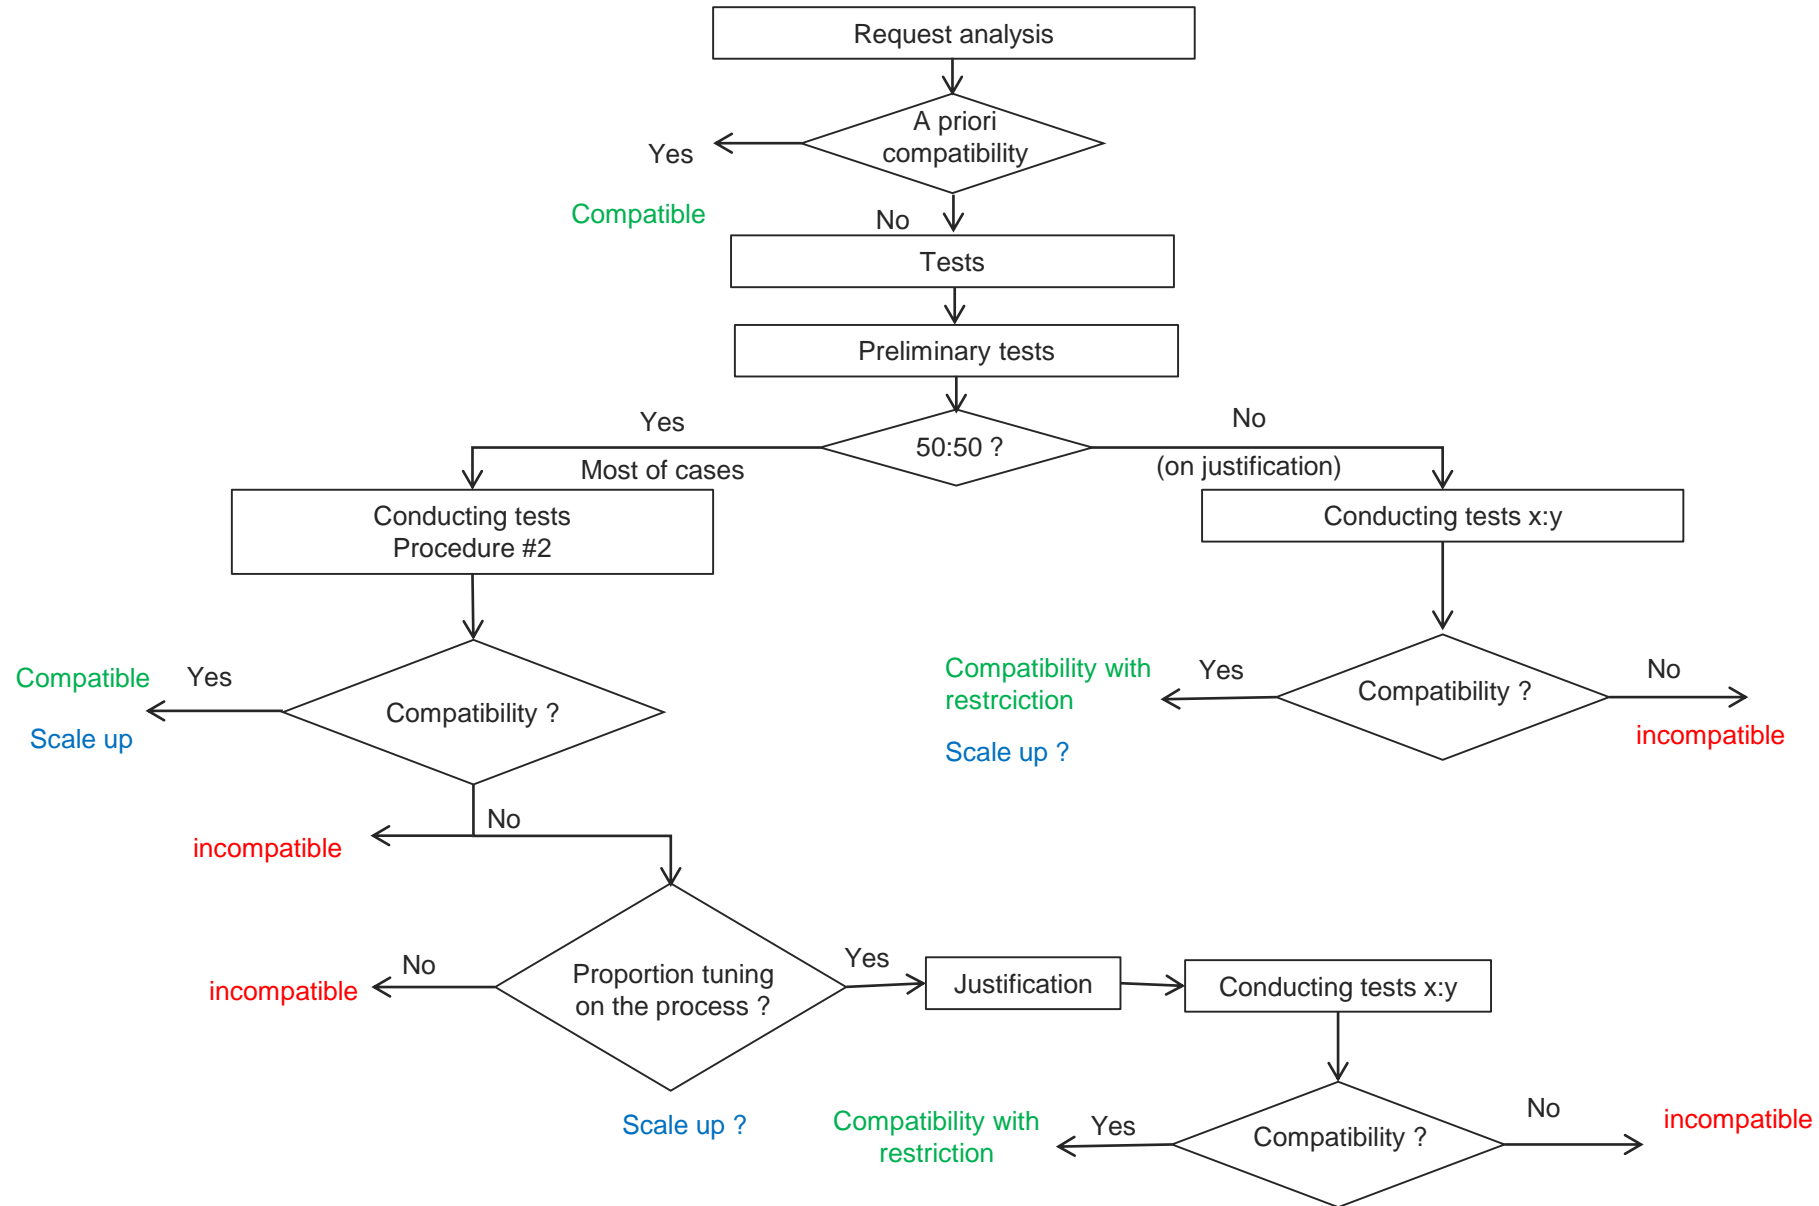 Request analysis
A priori
compatibility
Yes
Compatible
No
Tests
Preliminary tests
50:50 ?
Yes
Most of cases
No
(on justification)
Conducting tests
Procedure #2
Conducting tests x:y
Compatible
Yes
Scale up
Compatibility ?
Compatibility with
restrciction
Yes
Scale up ?
Compatibility ?
No
incompatible
No
incompatible
No
incompatible
Proportion tuning
on the process ?
Yes
Justification
Conducting tests x:y
Scale up ?
Compatibility with
restriction
Yes
Compatibility ?
No
incompatible